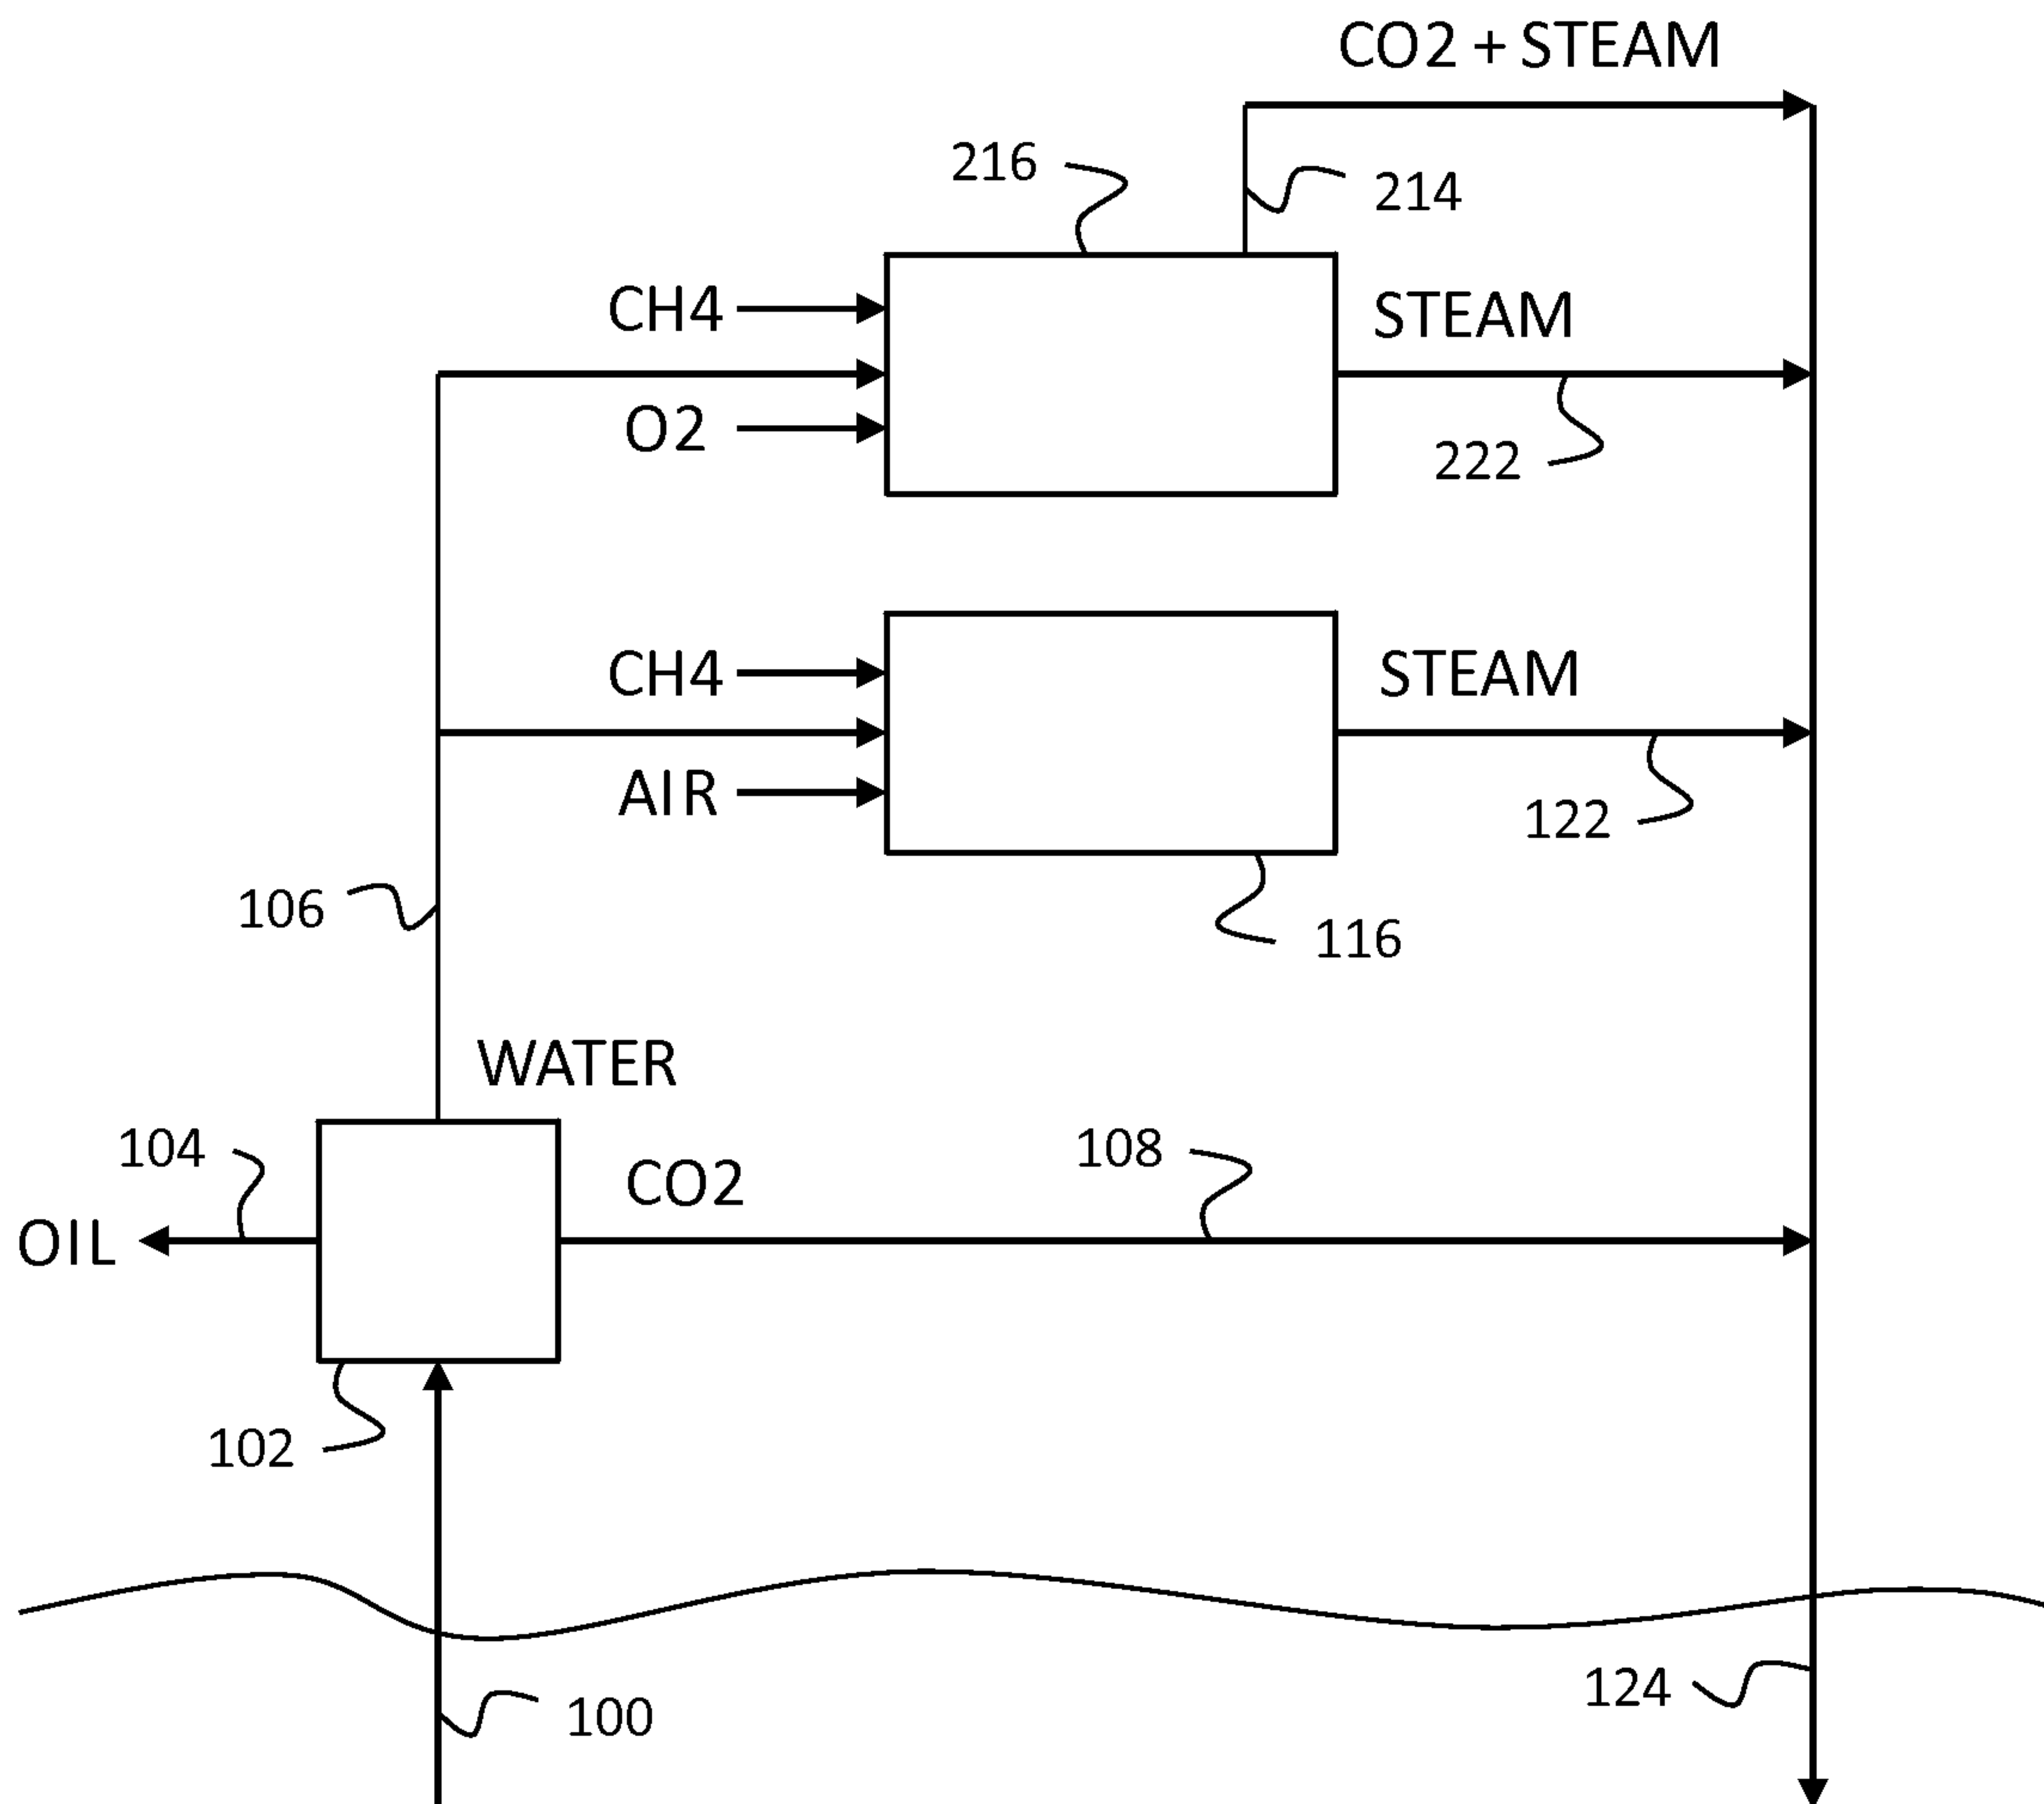 CO2 + STEAM
216
214
CH4
STEAM
O2
222
CH4
STEAM
AIR
122
106
116
WATER
104
108
CO2
OIL
102
124
100